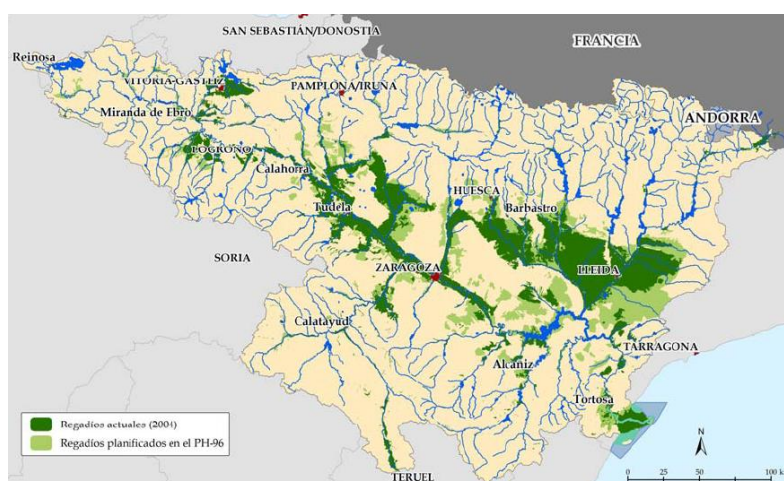 SAN SEBASTIÁN/DONOSTIA
FRANCIA
Reinosa
VITORIA-GASTEIZ
PAMPLONA/IRUÑA
ANDORRA
Miranda de Ebro
LOGROÑO
Calahorra
HUESCA
Barbastro
Tudela
SORIA
ZARAGOZA
LLEIDA
Calatayud
TARRAGONA
Alcañiz
Tortosa
Regadíos actuales (2004)
Regadíos planificados en el PH-96
N
TERUEL
0 25 50 100 k